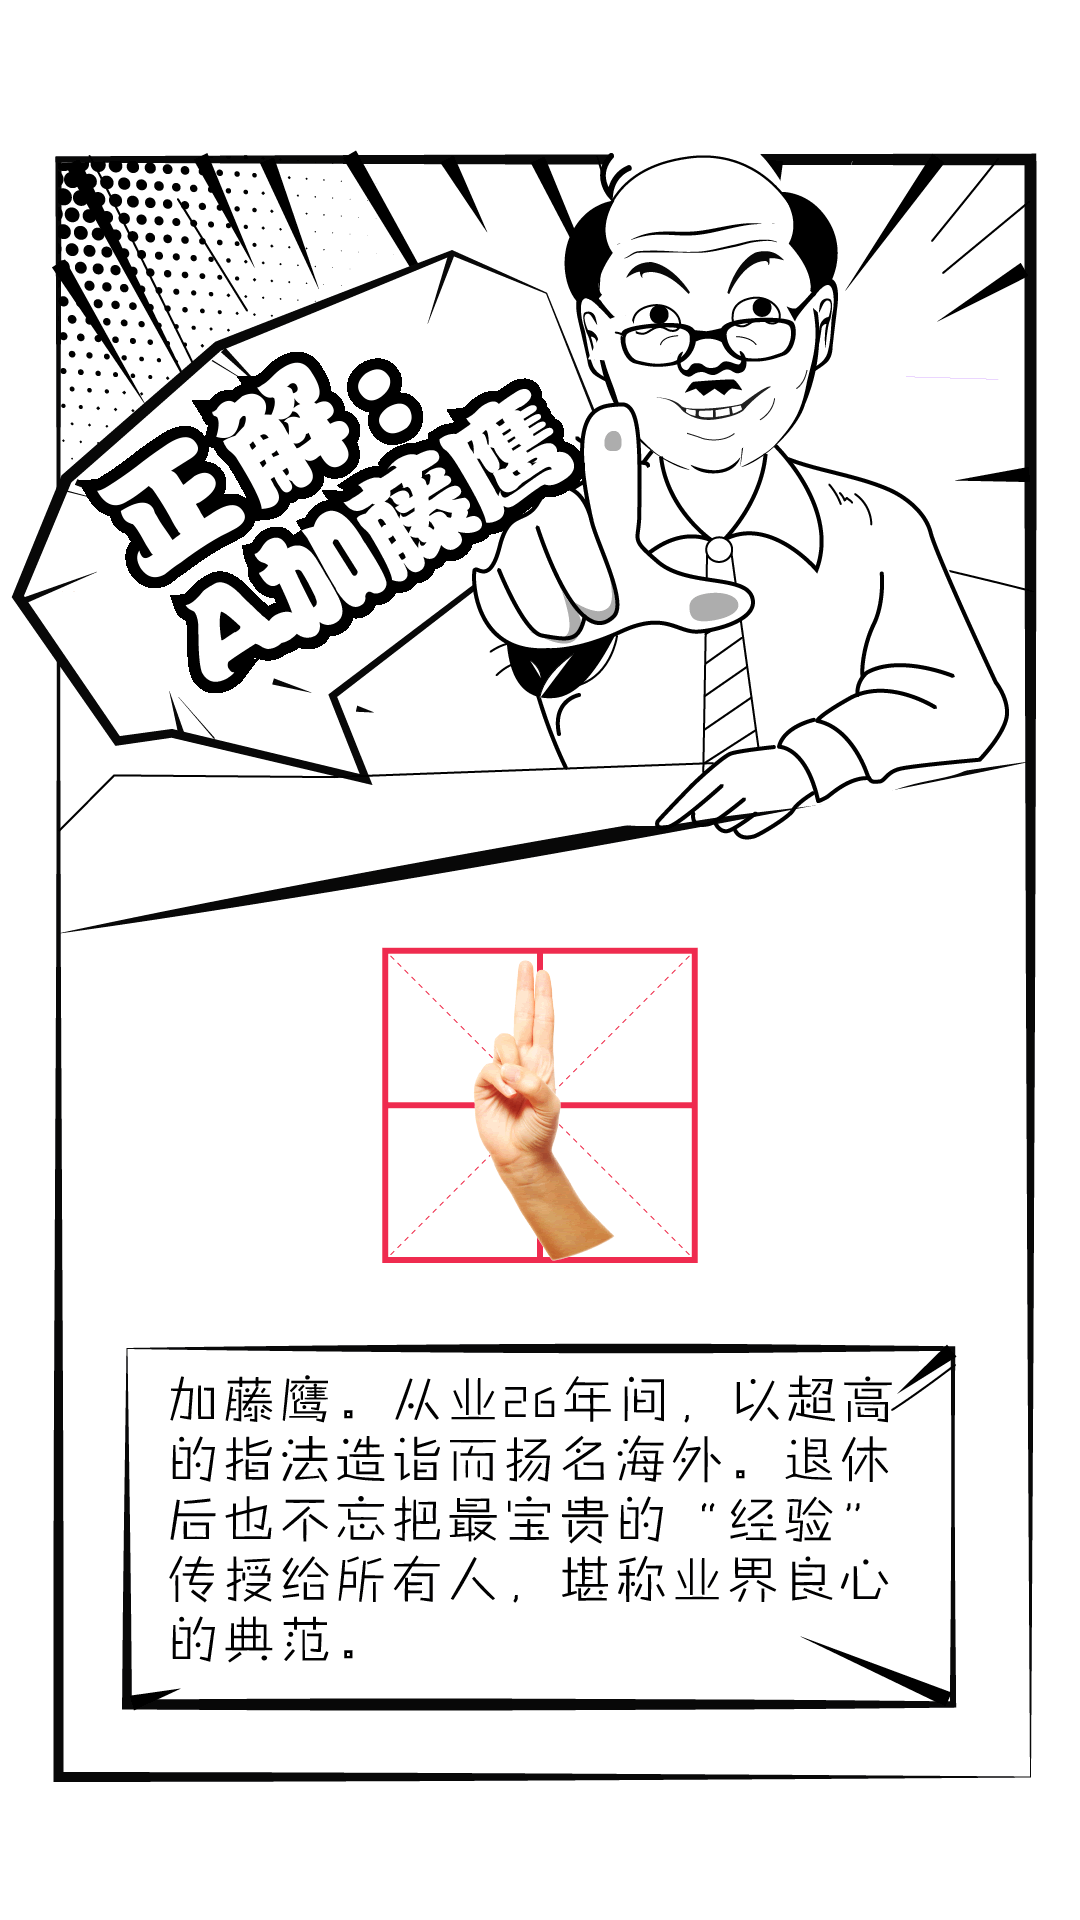 正解：
A加藤鹰
加藤鹰。从业26年间，以超高
的指法造诣而扬名海外。退休
后也不忘把最宝贵的“经验”
传授给所有人，堪称业界良心
的典范。